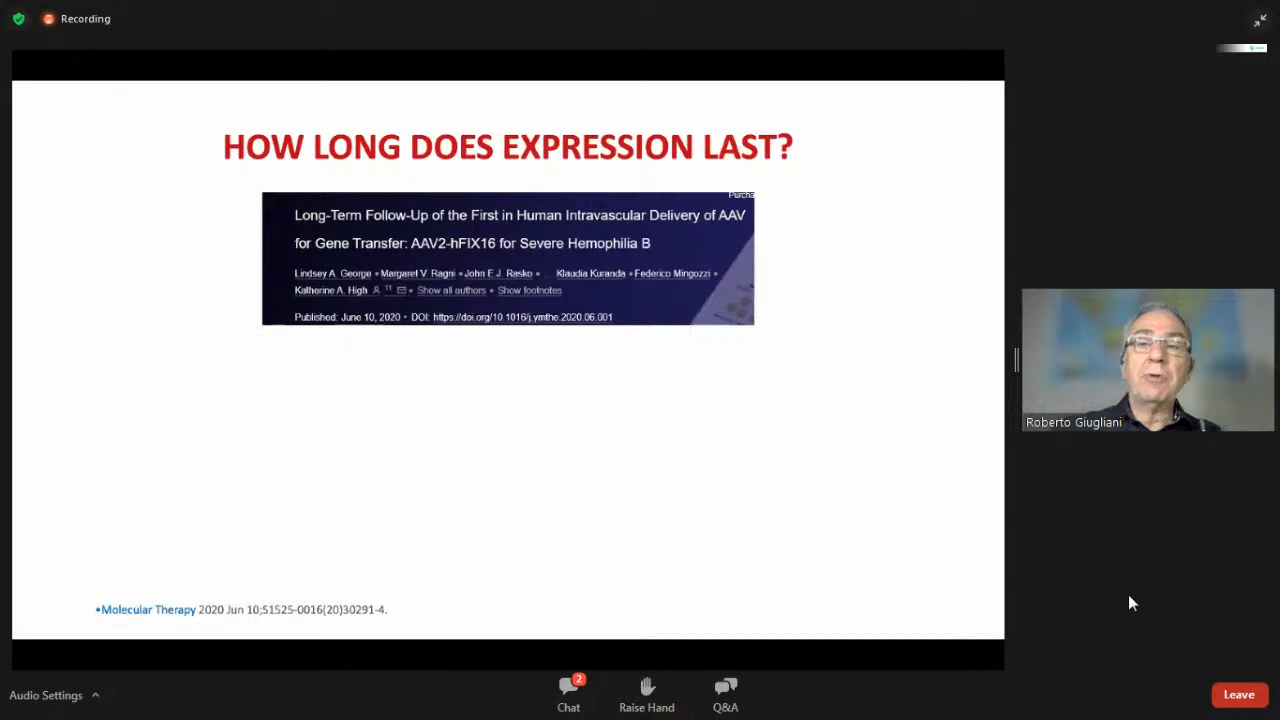 Recording
HOW LONG DOES EXPRESSION LAST?
Long-Term Follow-Up of the First in Human Intravascular Delivery of AAV
for Gene Transfer: AAV2-hFIX16 for Severe Hemophilia B
Lindsey A. George • Margaret V. Ragni • John E.J. Rasko • ... Klaudia Kuranda • Federico Mingozzi •
Katherine A. High 11 • Show all authors • Show footnotes
Published: June 10, 2020 • DOI: https://doi.org/10.1016/j.ymthe.2020.06.001
•Molecular Therapy 2020 Jun 10;S1525-0016(20)30291-4.
Roberto Giugliani
Audio Settings
2
Chat
Raise Hand
Q&A
Leave